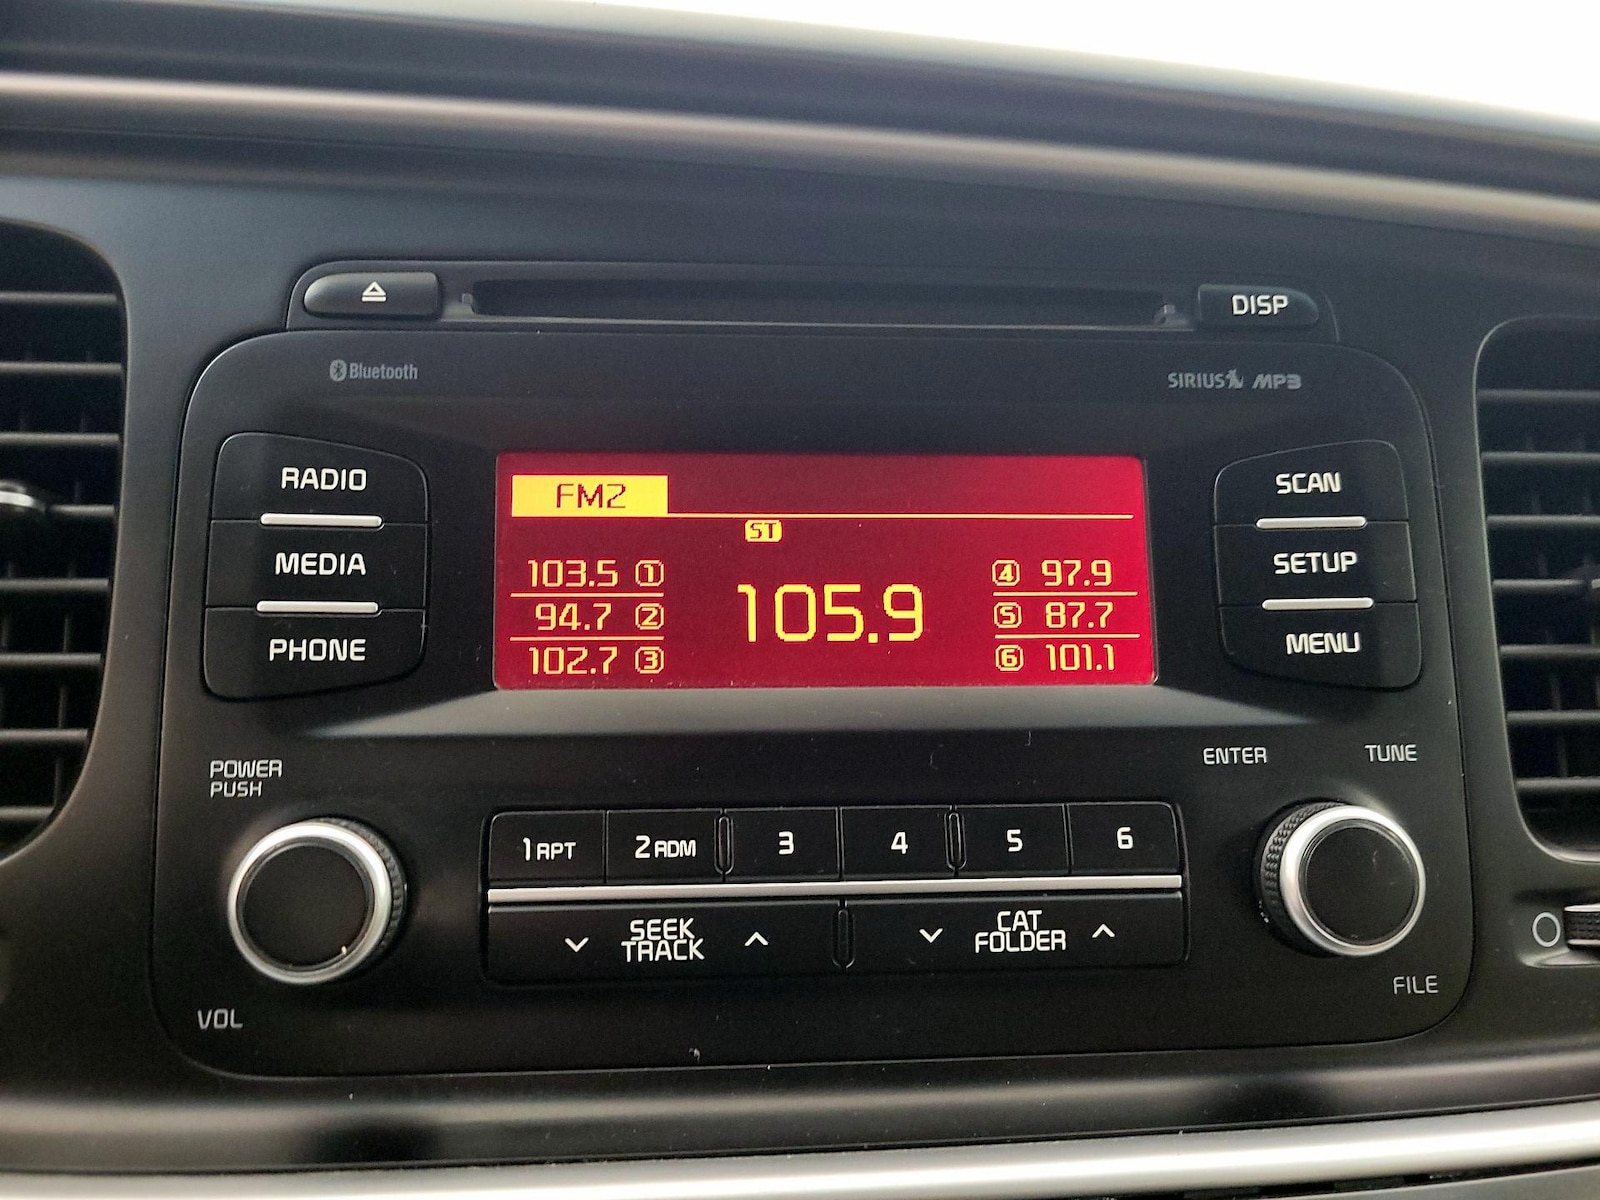 DISP
Bluetooth
SIRIUS MP3
RADIO
MEDIA
PHONE
FM2
ST
103.5 1
94.7 2
102.7 3
105.9
4 97.9
5 87.7
6 101.1
SCAN
SETUP
MENU
POWER
PUSH
VOL
1 RPT
2 RDM
3
4
5
6
SEEK
TRACK
CAT
FOLDER
ENTER
TUNE
FILE